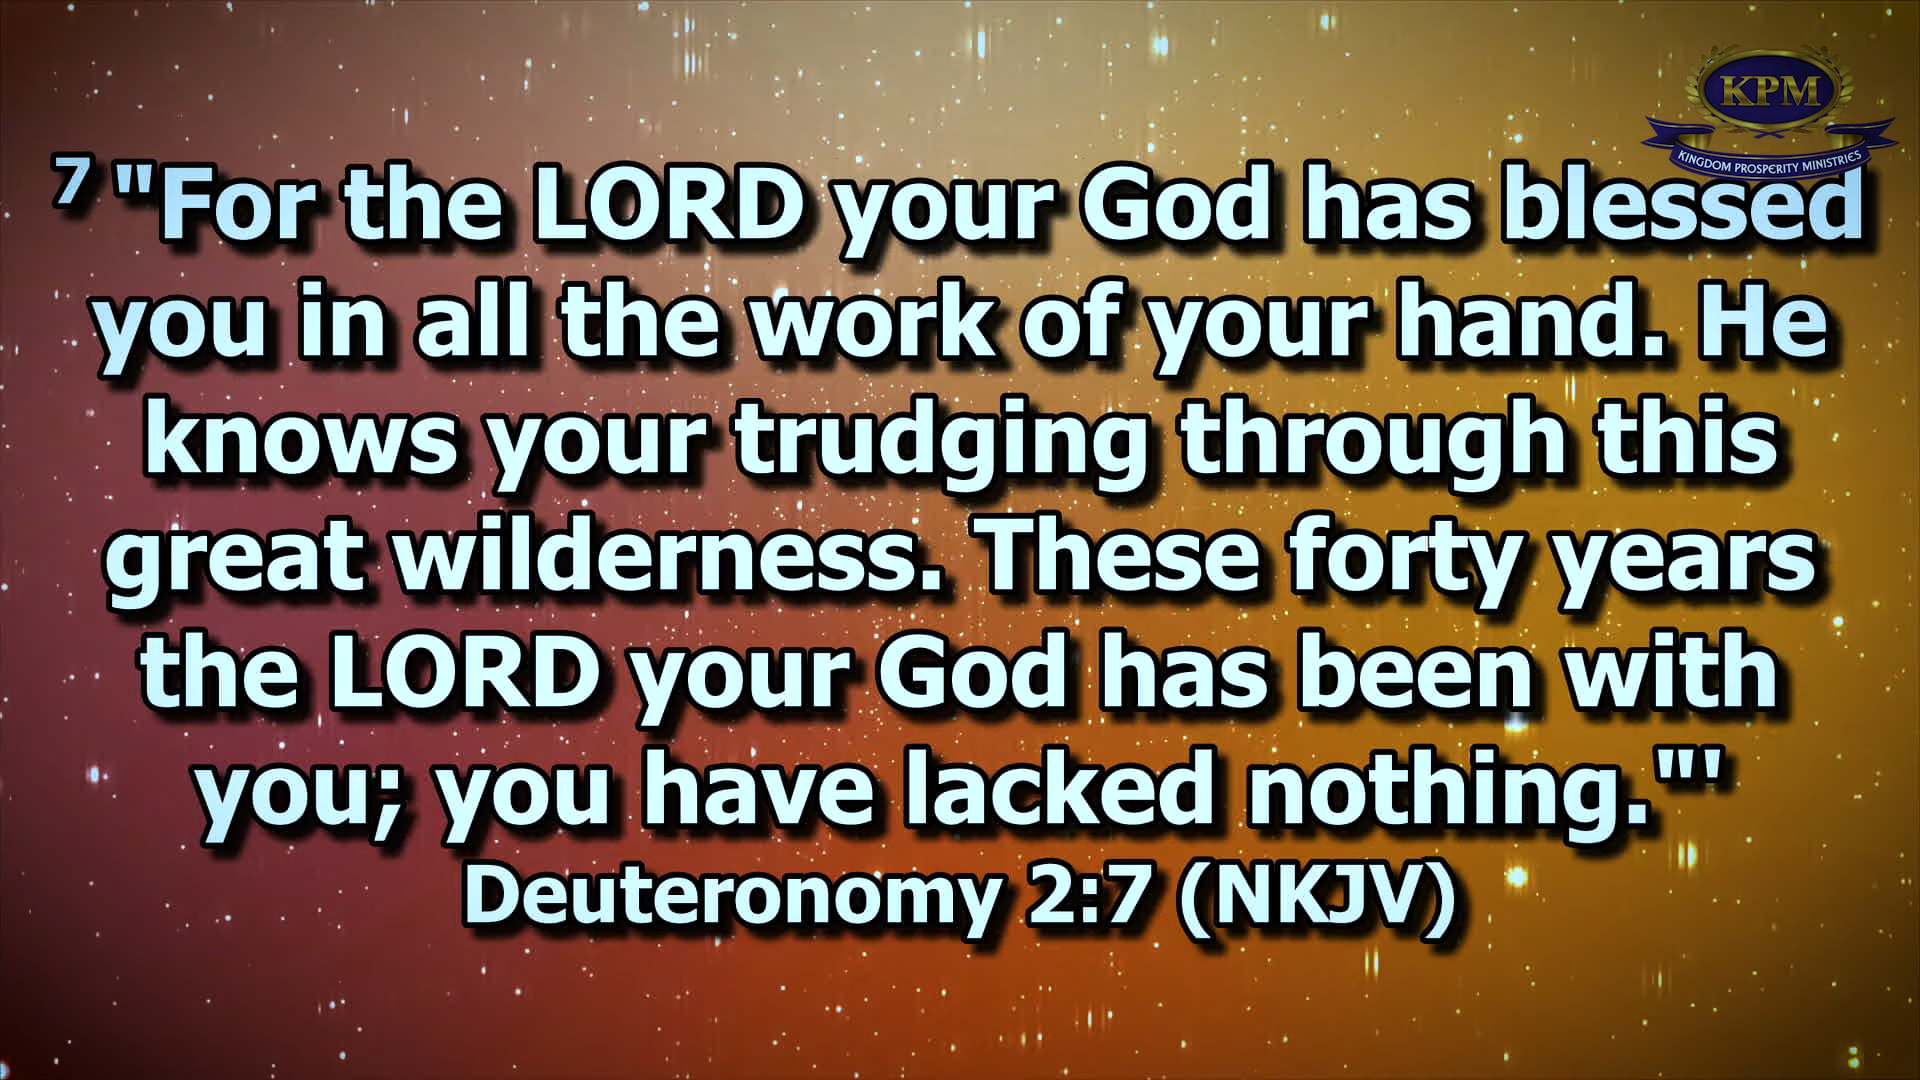 KPM
KINGDOM PROSPERITY MINISTRIES
7 "For the LORD your God has blessed
you in all the work of your hand. He
knows your trudging through this
great wilderness. These forty years
the LORD your God has been with
you; you have lacked nothing."'
Deuteronomy 2:7 (NKJV)